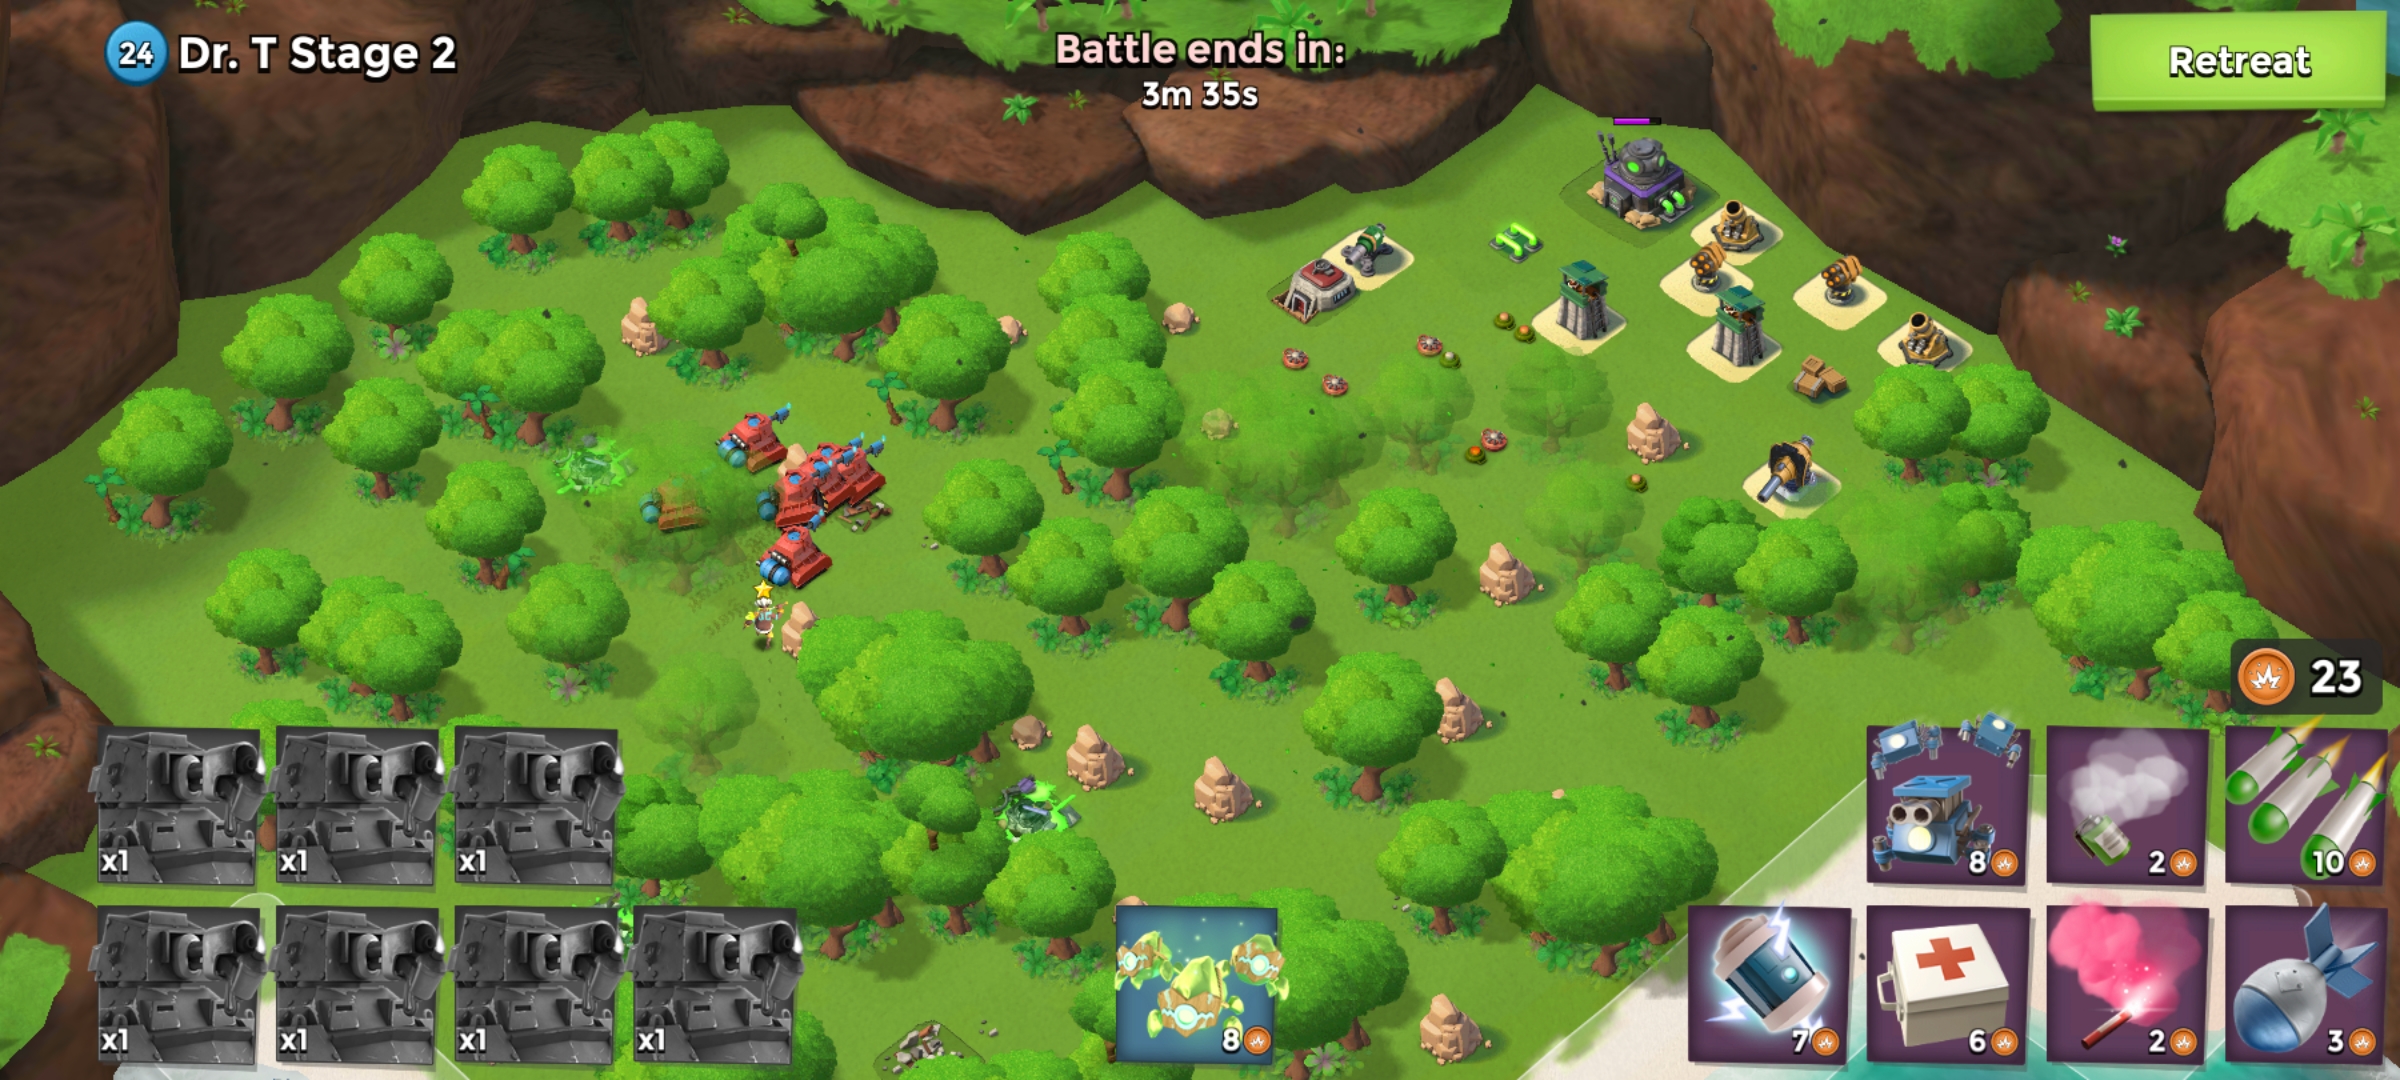 24 Dr. T Stage 2
Battle ends in:
3m 35s
Retreat
23
x1 x1 x1
8 2 10
x1 x1 x1 x1
8
7 6 2 3